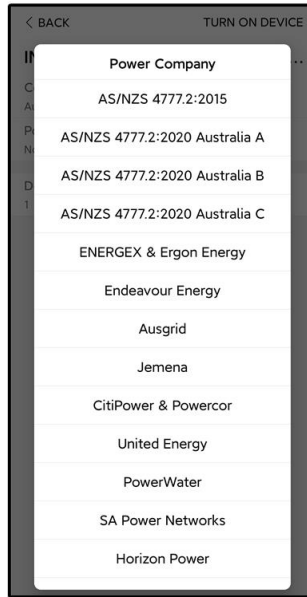 BACK
TURN ON DEVICE
Power Company
AS/NZS 4777.2:2015
AS/NZS 4777.2:2020 Australia A
AS/NZS 4777.2:2020 Australia B
AS/NZS 4777.2:2020 Australia C
ENERGEX & Ergon Energy
Endeavour Energy
Ausgrid
Jemena
CitiPower & Powercor
United Energy
PowerWater
SA Power Networks
Horizon Power
1